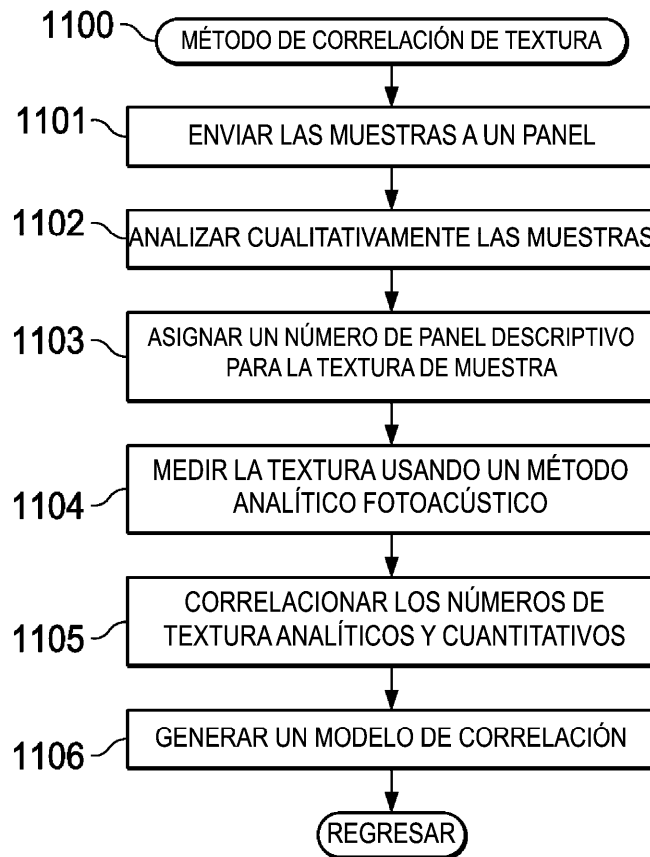 1100
MÉTODO DE CORRELACIÓN DE TEXTURA
1101
ENVIAR LAS MUESTRAS A UN PANEL
1102
ANALIZAR CUALITATIVAMENTE LAS MUESTRAS
1103
ASIGNAR UN NÚMERO DE PANEL DESCRIPTIVO
PARA LA TEXTURA DE MUESTRA
1104
MEDIR LA TEXTURA USANDO UN MÉTODO
ANALÍTICO FOTOACÚSTICO
1105
CORRELACIONAR LOS NÚMEROS DE
TEXTURA ANALÍTICOS Y CUANTITATIVOS
1106
GENERAR UN MODELO DE CORRELACIÓN
REGRESAR